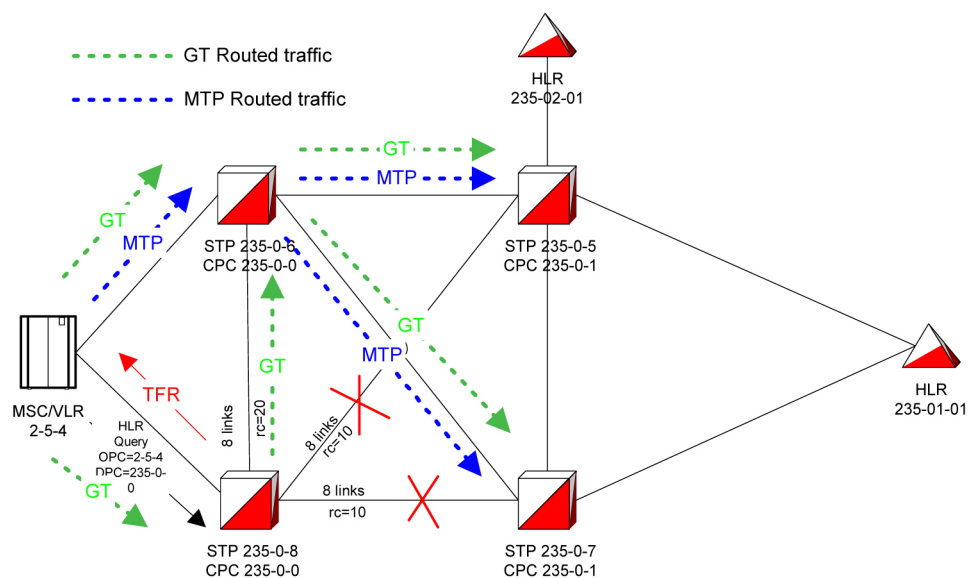 GT Routed traffic
MTP Routed traffic
HLR
235-02-01
GT
MTP
GT
MTP
STP 235-0-6
CPC 235-0-0
STP 235-0-5
CPC 235-0-1
GT
MTP
GT
TFR
8 links
rc=20
8 links
rc=10
MSC/VLR
2-5-4
HLR
Query
OPC=2-5-4
DPC=235-0-
0
GT
8 links
rc=10
HLR
235-01-01
STP 235-0-8
CPC 235-0-0
STP 235-0-7
CPC 235-0-1